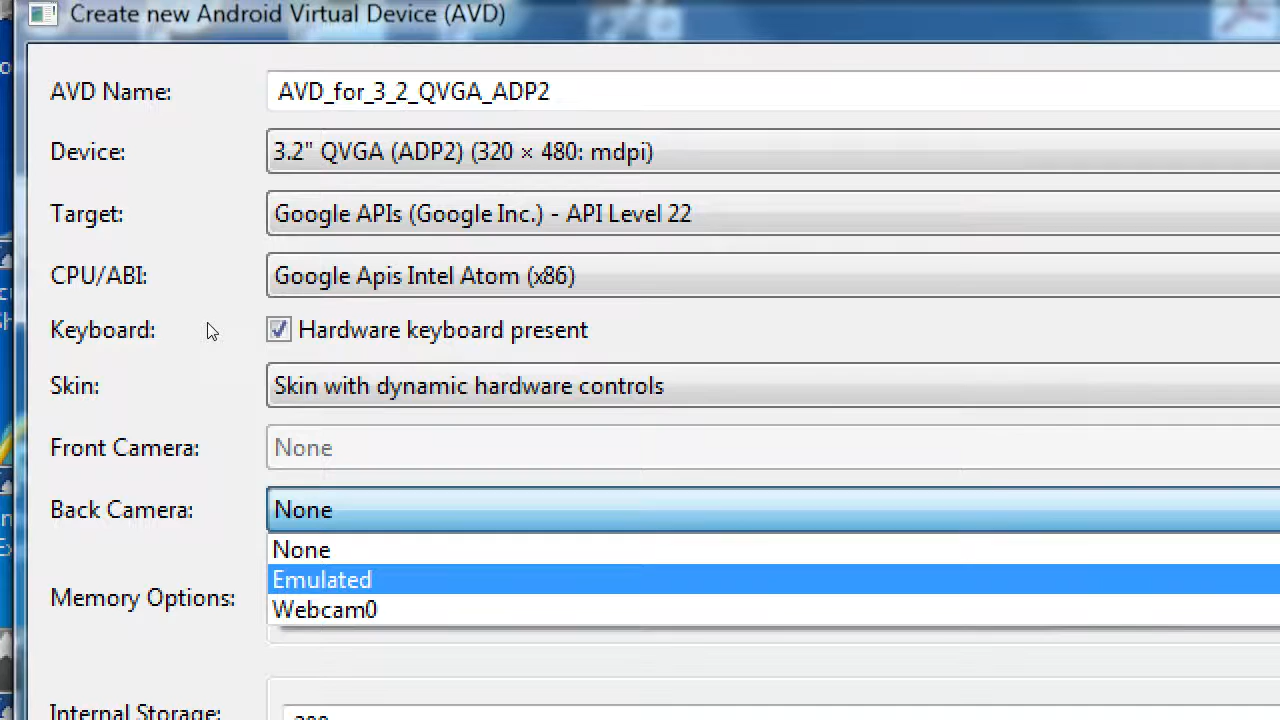 Create new Android Virtual Device (AVD)
AVD Name: AVD_for_3_2_QVGA_ADP2
Device: 3.2" QVGA (ADP2) (320 × 480: mdpi)
Target: Google APIs (Google Inc.) - API Level 22
CPU/ABI: Google Apis Intel Atom (x86)
Keyboard: Hardware keyboard present
Skin: Skin with dynamic hardware controls
Front Camera: None
Back Camera: None
None
Emulated
Memory Options:
Webcam0
Internal Storage: